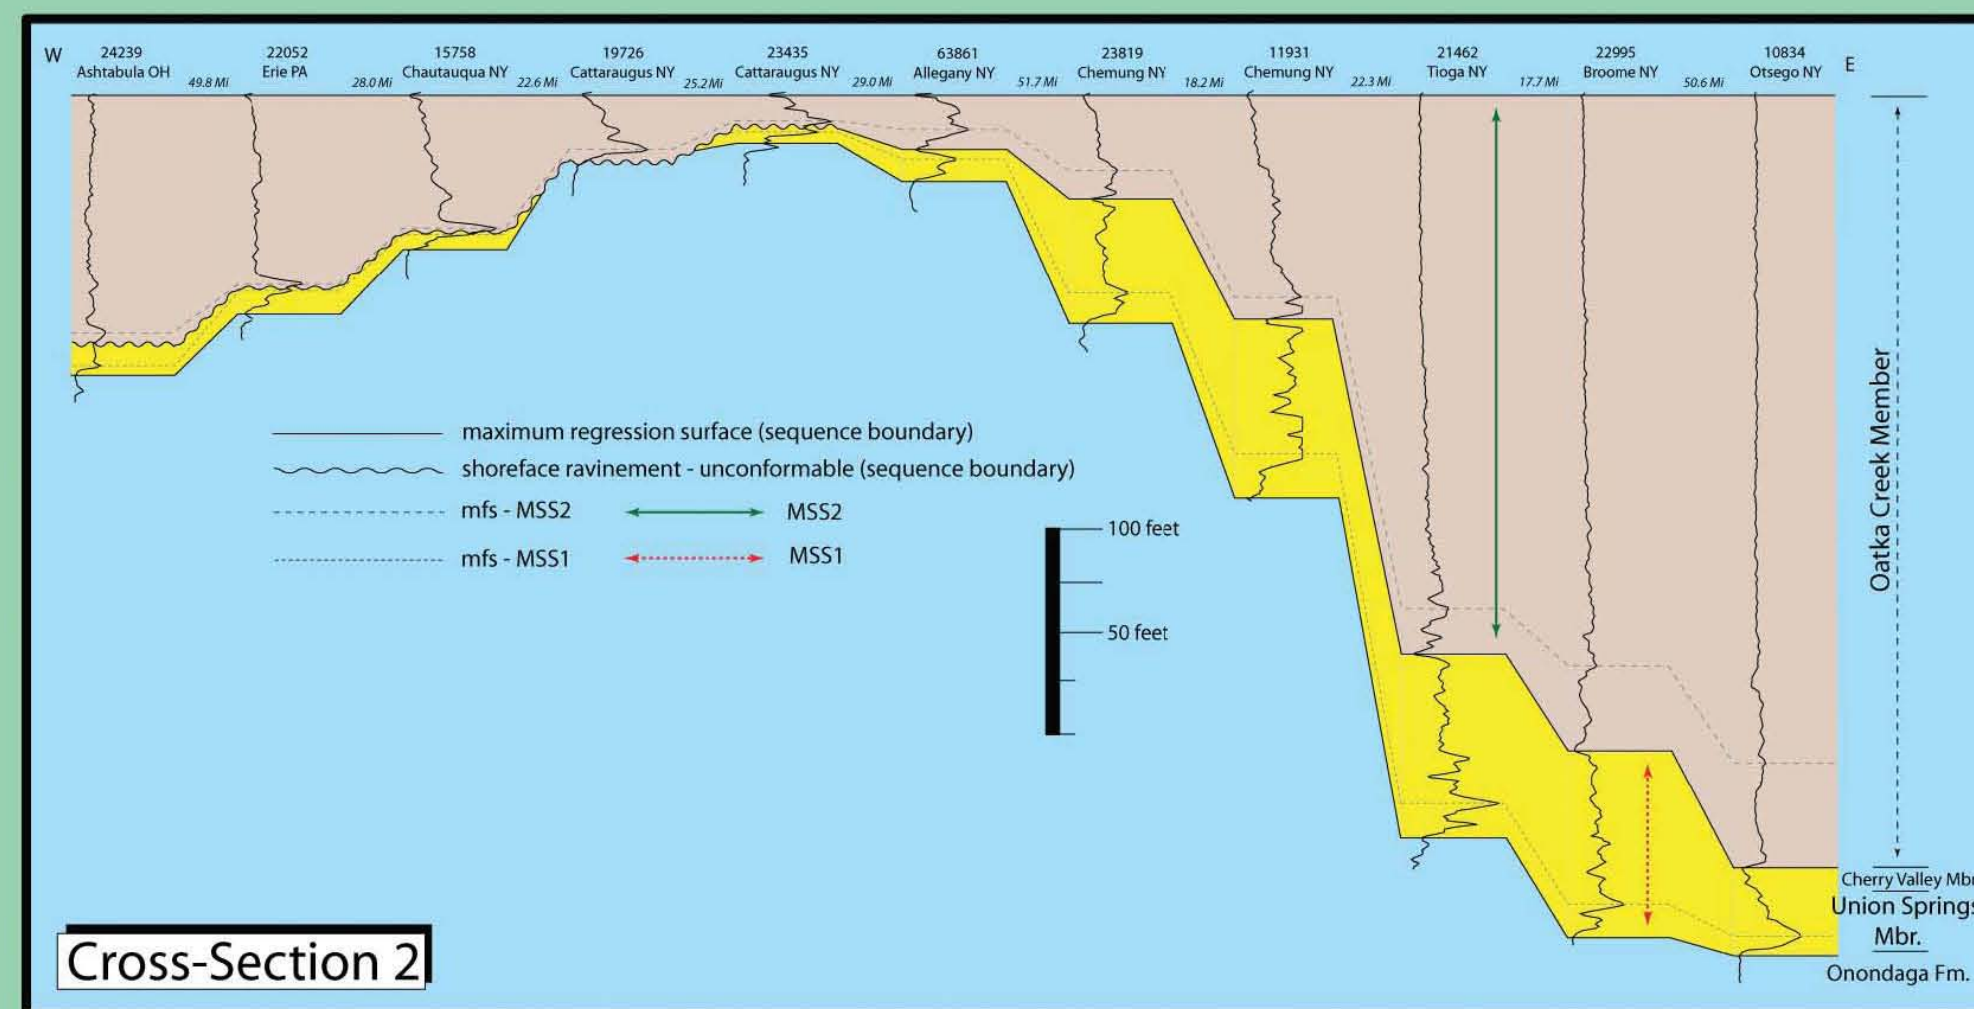 W
24239
Ashtabula OH
49.8 Mi
22052
Erie PA
28.0 Mi
15758
Chautauqua NY
22.6 Mi
19726
Cattaraugus NY
25.2Mi
23435
Cattaraugus NY
29.0 Mi
63861
Allegany NY
51.7 Mi
23819
Chemung NY
18.2 Mi
11931
Chemung NY
22.3 Mi
21462
Tioga NY
17.7 Mi
22995
Broome NY
50.6 Mi
10834
Otsego NY
E
maximum regression surface (sequence boundary)
shoreface ravinement - unconformable (sequence boundary)
mfs - MSS2
MSS2
mfs - MSS1
MSS1
100 feet
50 feet
Oatka Creek Member
Cherry Valley Mbr
Union Springs
Mbr.
Onondaga Fm.
Cross-Section 2